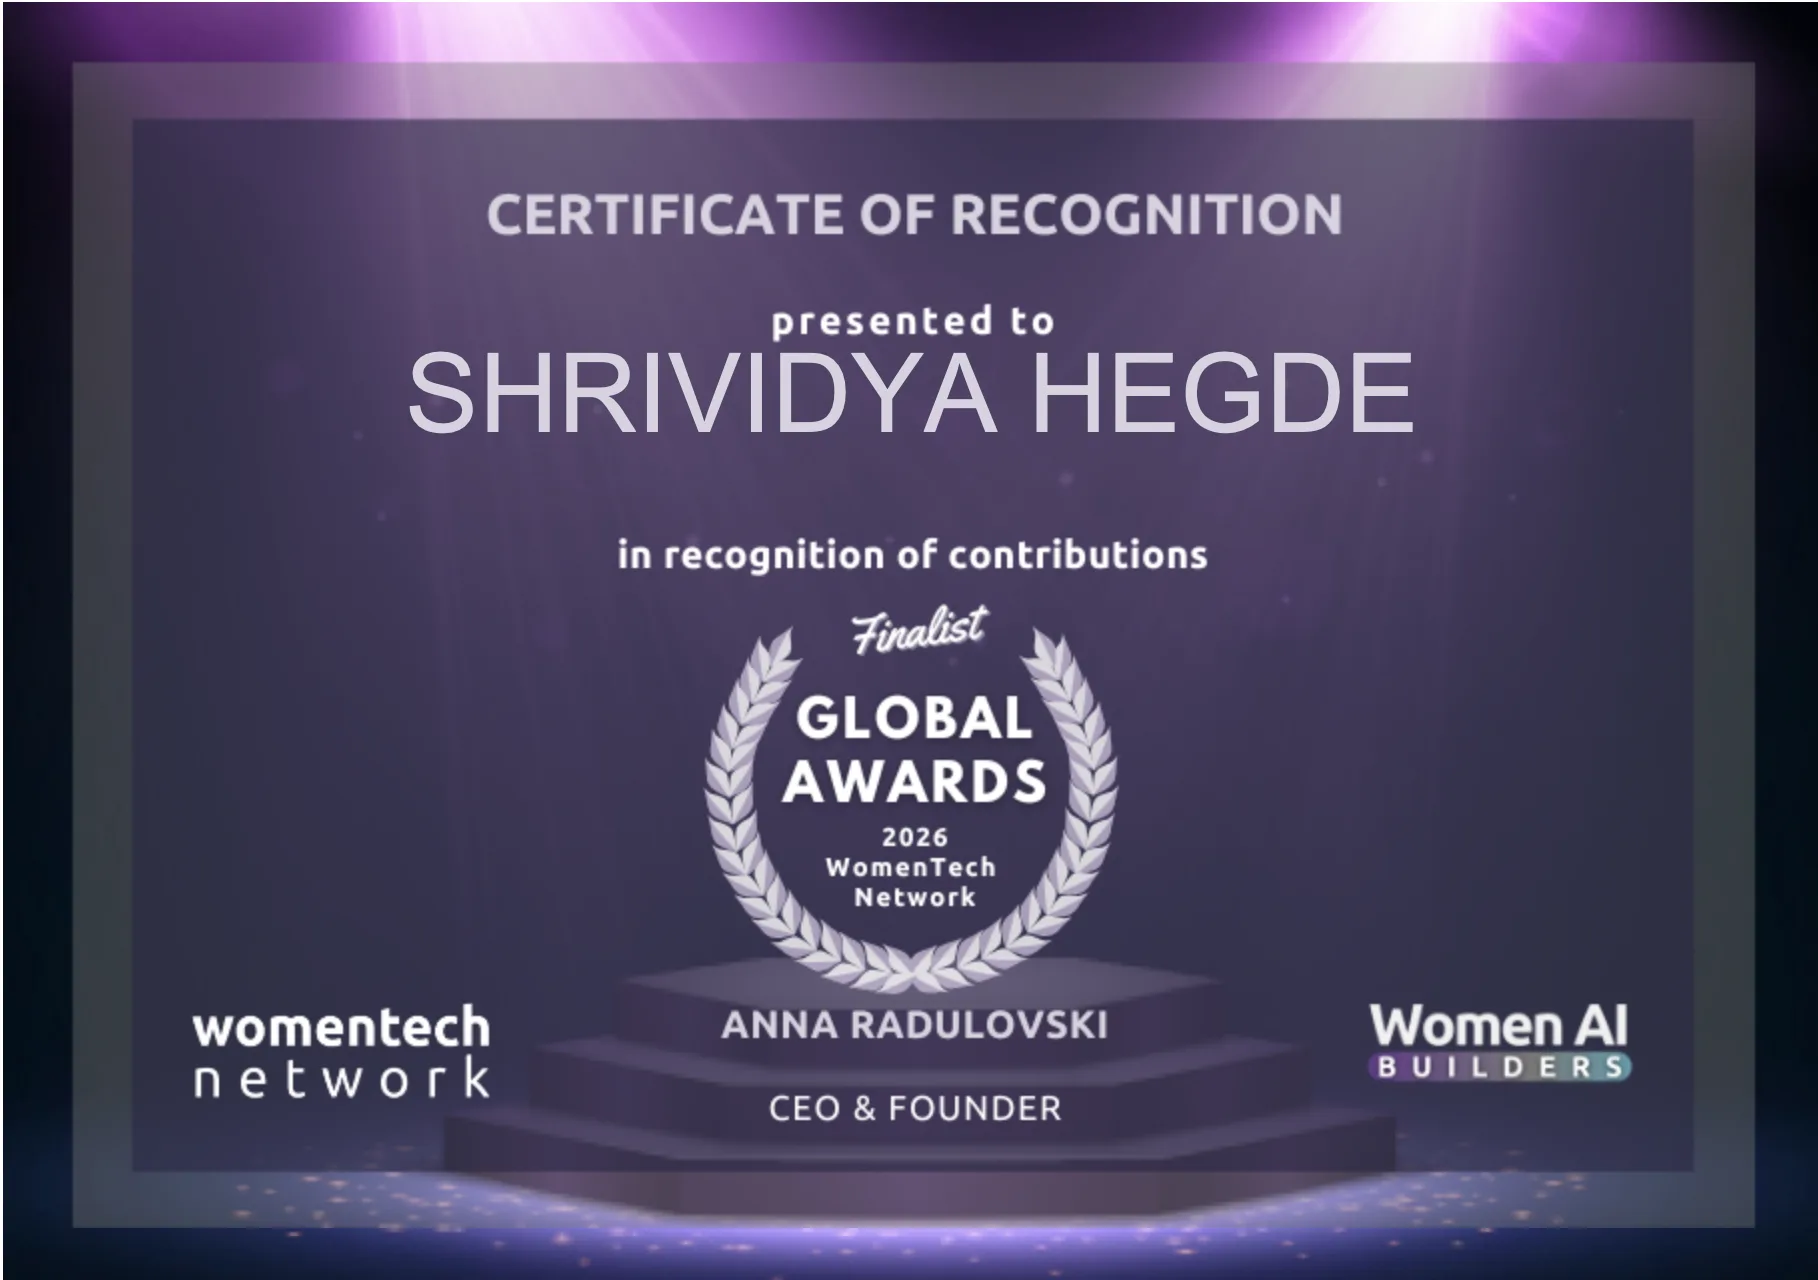 CERTIFICATE OF RECOGNITION
presented to
SHRIVIDYA HEGDE
in recognition of contributions
Finalist
GLOBAL
AWARDS
2026
WomenTech
Network
ANNA RADULOVSKI
CEO & FOUNDER
womentech
network
Women AI
BUILDERS